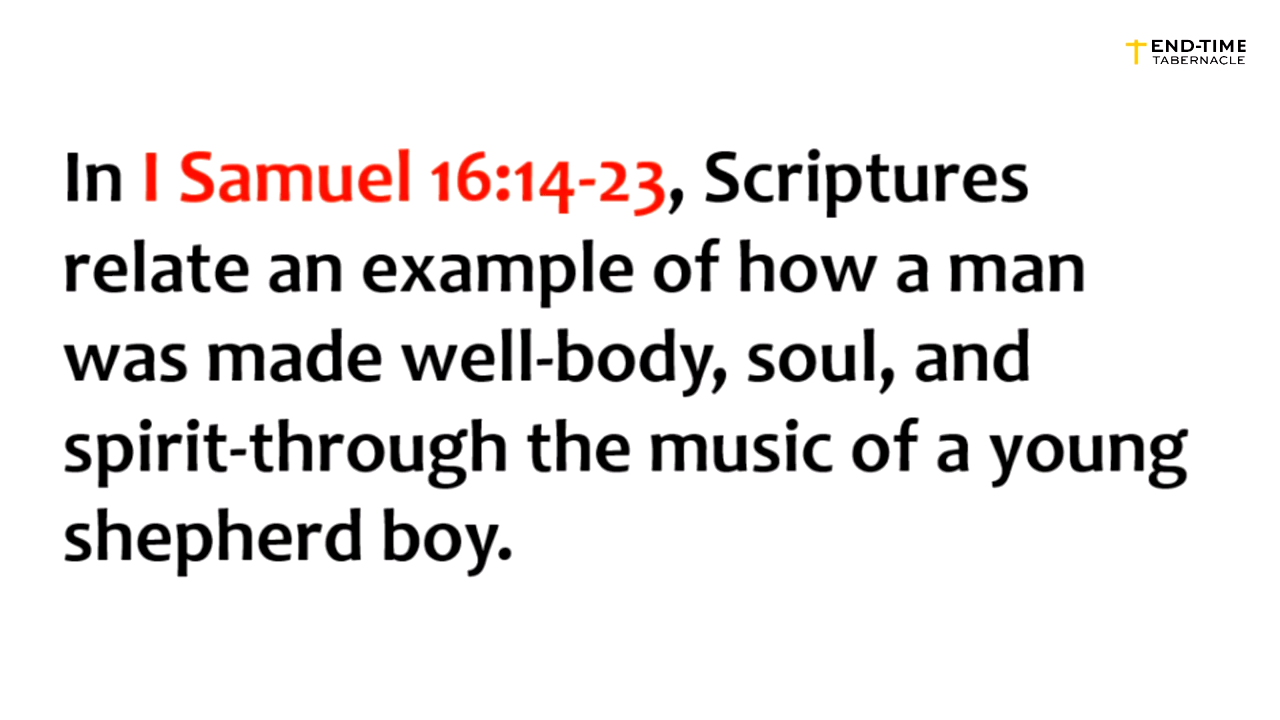 END-TIME
TABERNACLE
In I Samuel 16:14-23, Scriptures
relate an example of how a man
was made well-body, soul, and
spirit-through the music of a young
shepherd boy.